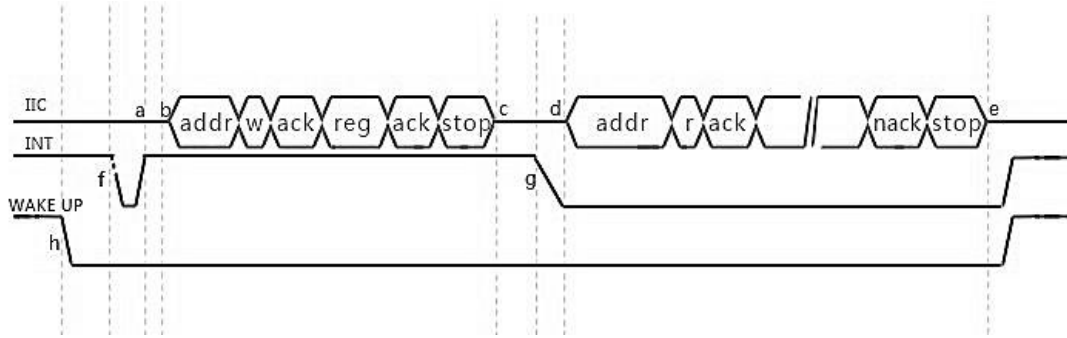 IIC a b addr w ack reg ack stop c d addr r ack nack stop e
INT f g
WAKE UP
h